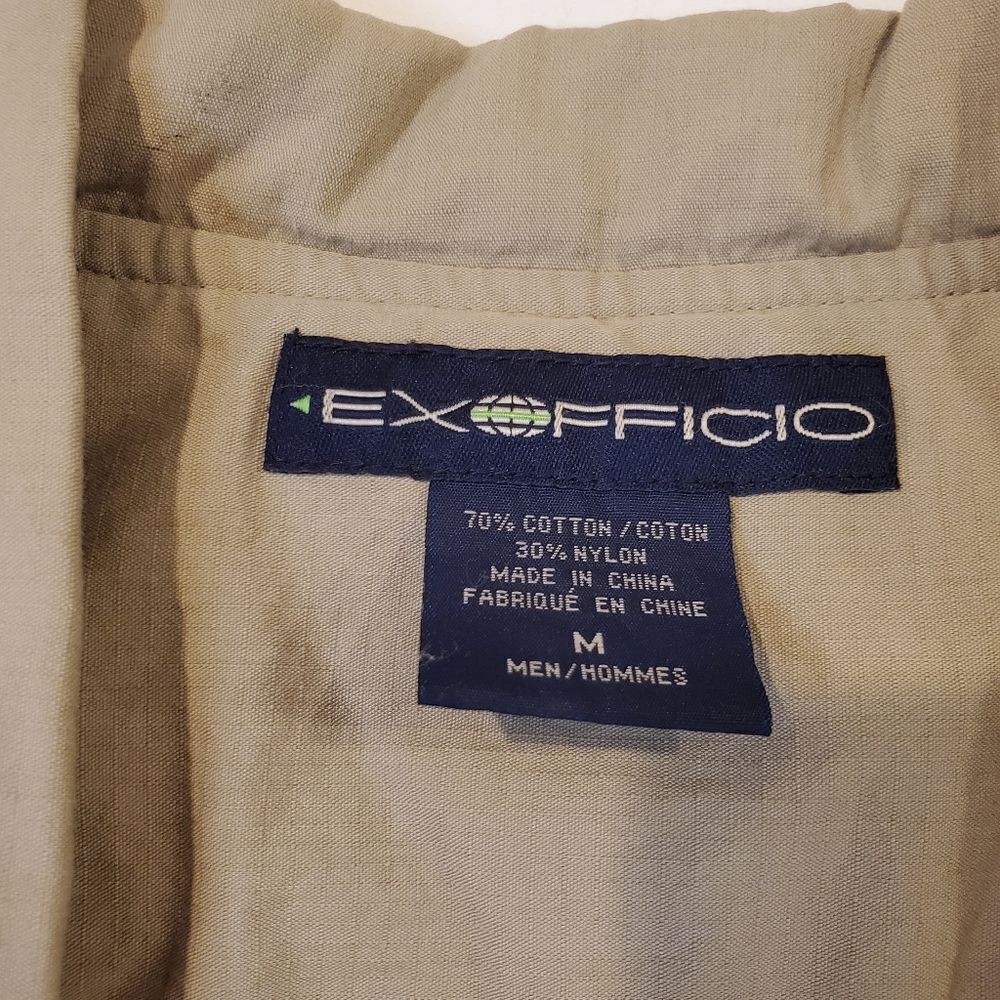 EXOFFICIO
70% COTTON / COTON
30% NYLON
MADE IN CHINA
FABRIQUÉ EN CHINE
M
MEN/HOMMES